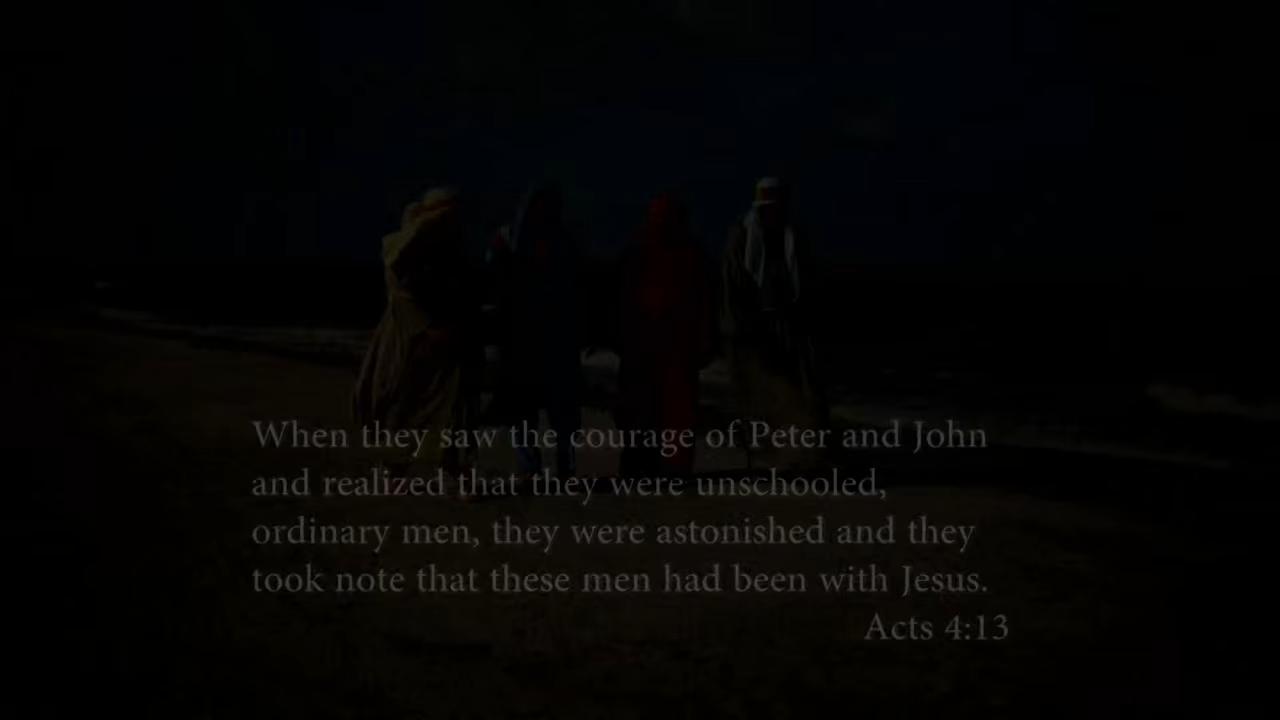 When they saw the courage of Peter and John
and realized that they were unschooled,
ordinary men, they were astonished and they
took note that these men had been with Jesus.
Acts 4:13